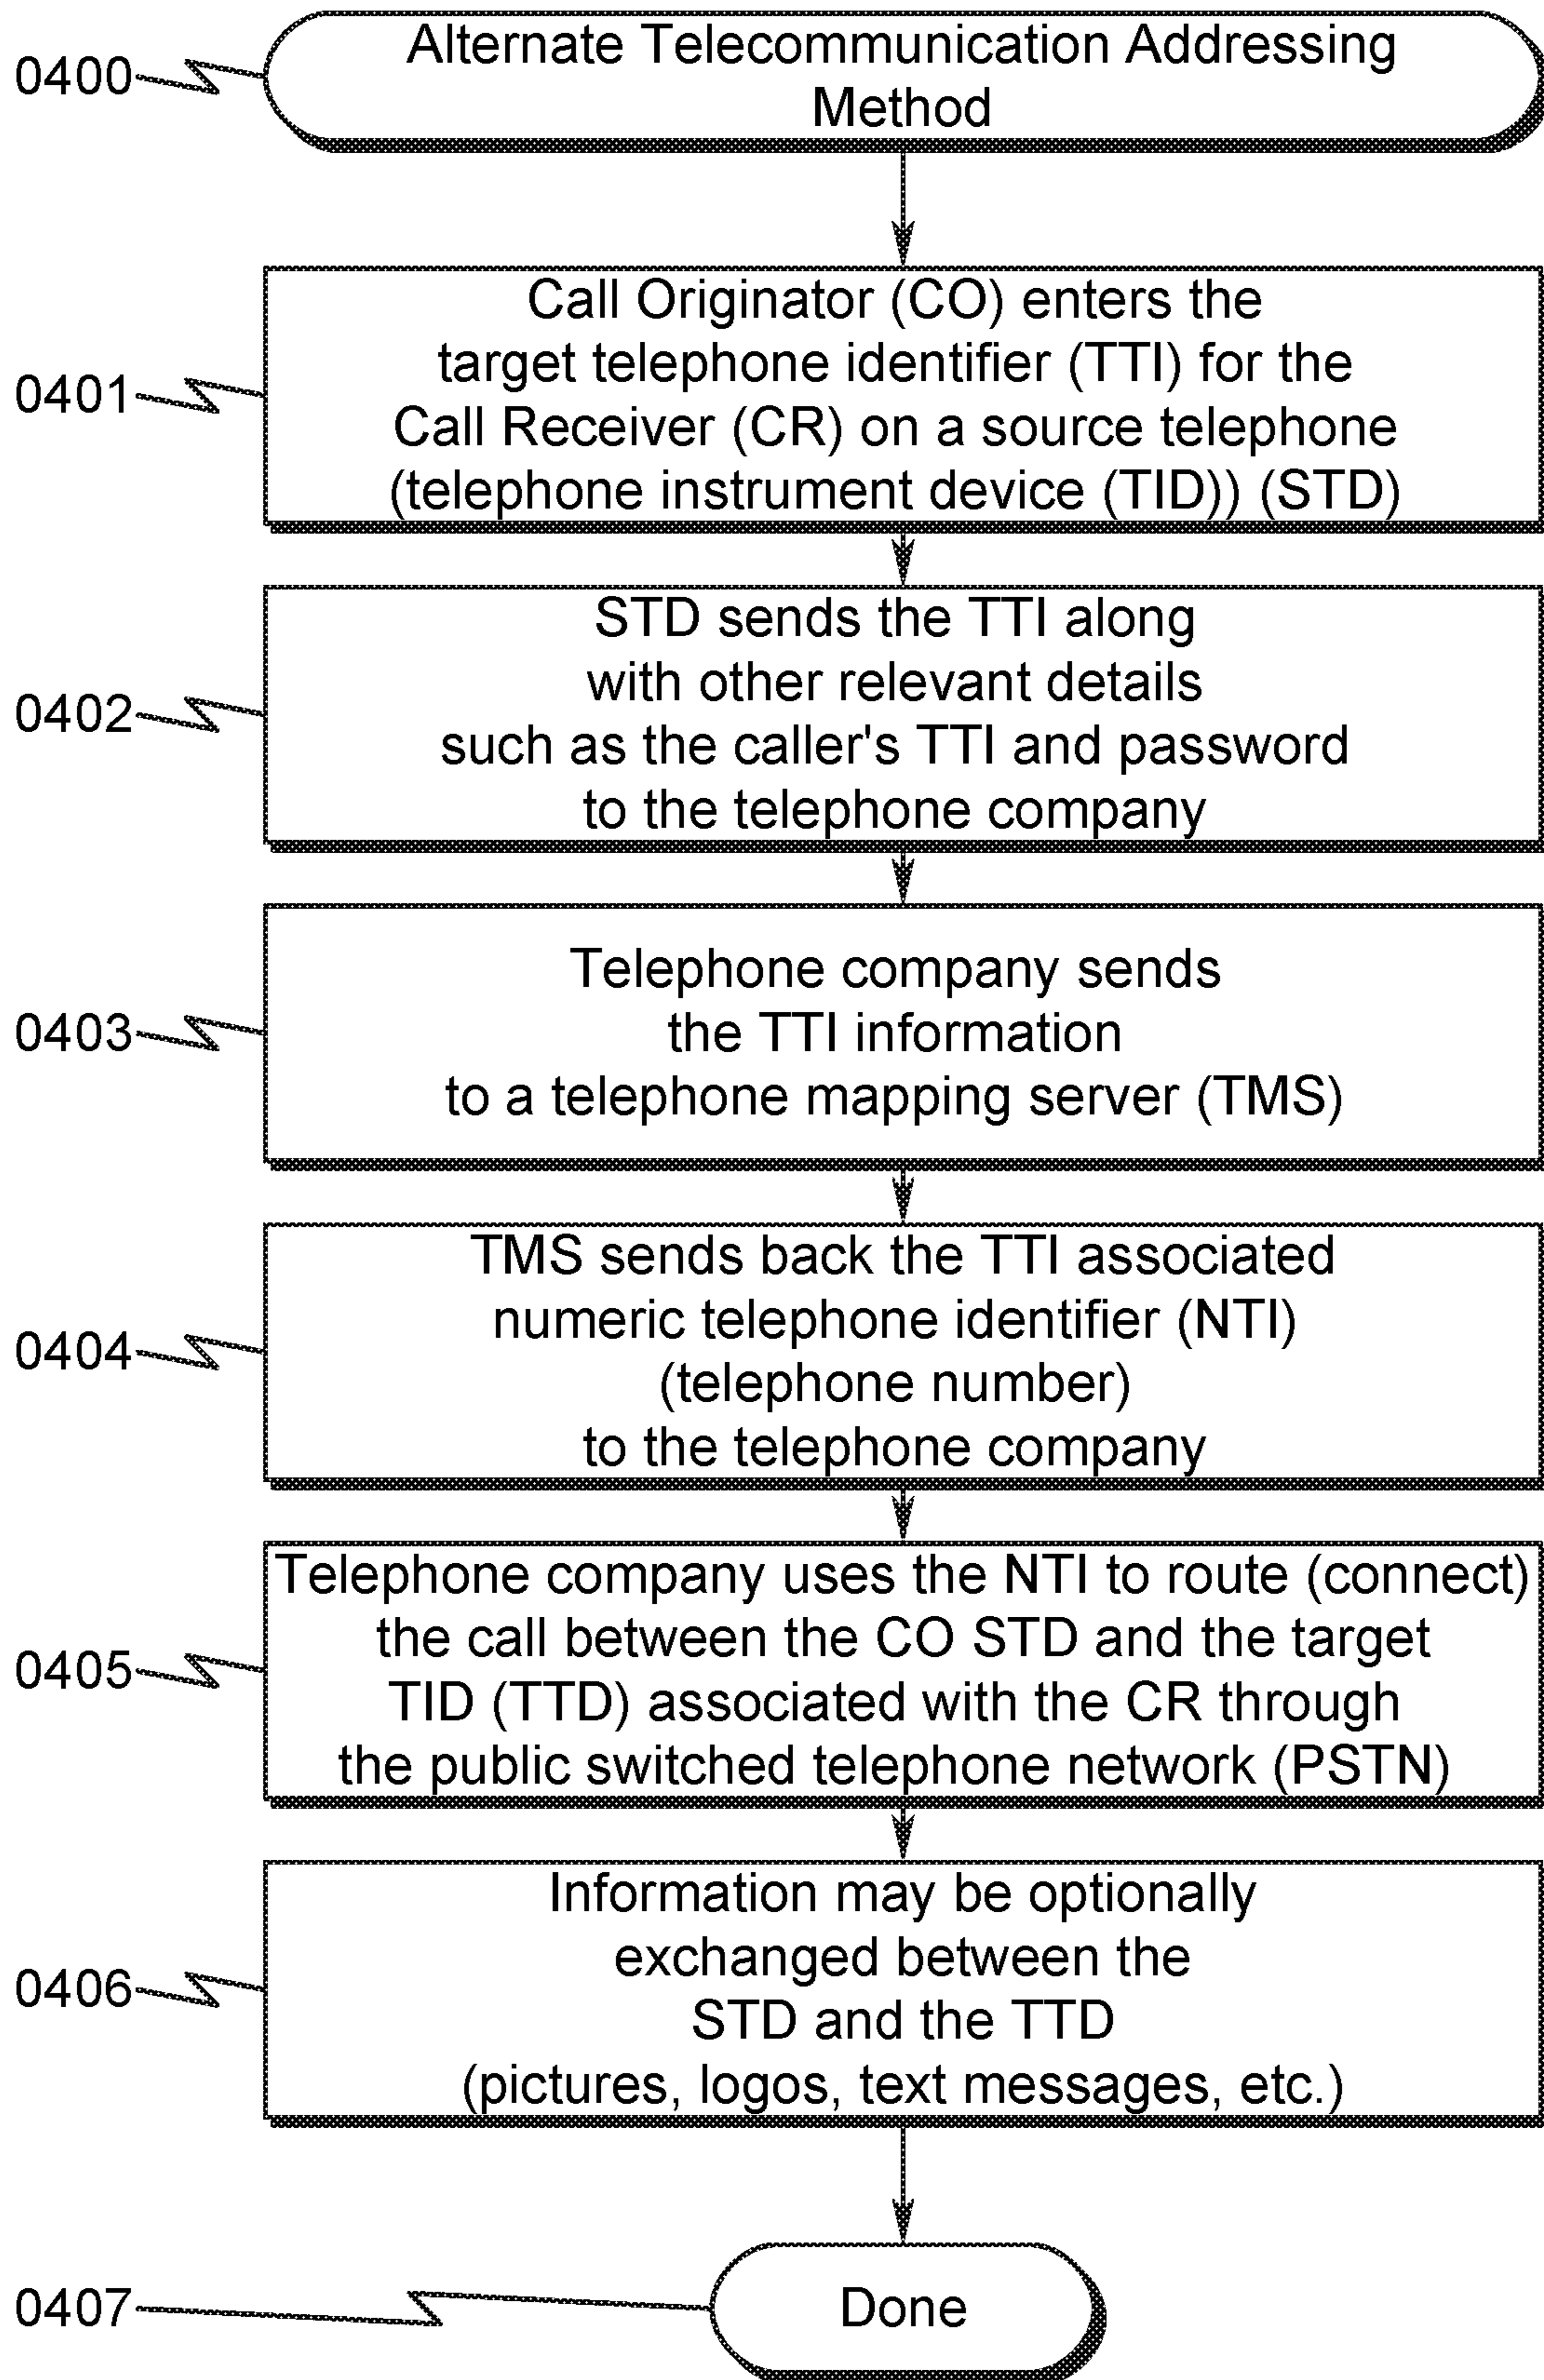 0400
Alternate Telecommunication Addressing
Method
0401
Call Originator (CO) enters the
target telephone identifier (TTI) for the
Call Receiver (CR) on a source telephone
(telephone instrument device (TID)) (STD)
0402
STD sends the TTI along
with other relevant details
such as the caller's TTI and password
to the telephone company
0403
Telephone company sends
the TTI information
to a telephone mapping server (TMS)
0404
TMS sends back the TTI associated
numeric telephone identifier (NTI)
(telephone number)
to the telephone company
0405
Telephone company uses the NTI to route (connect)
the call between the CO STD and the target
TID (TTD) associated with the CR through
the public switched telephone network (PSTN)
0406
Information may be optionally
exchanged between the
STD and the TTD
(pictures, logos, text messages, etc.)
0407
Done